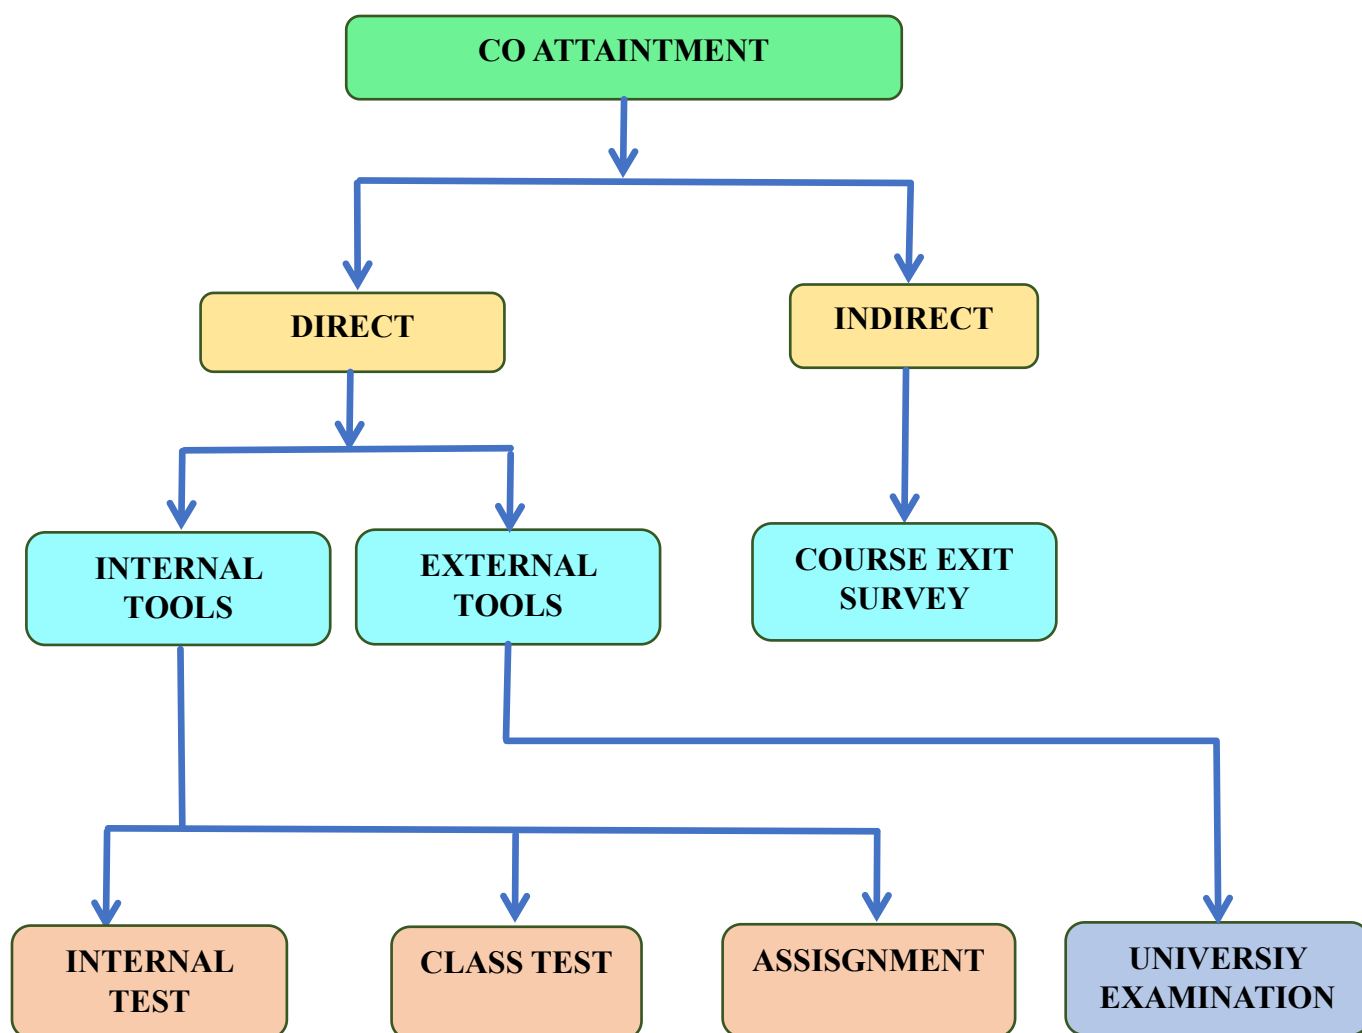 CO ATTAINTMENT
DIRECT
INDIRECT
INTERNAL
TOOLS
EXTERNAL
TOOLS
COURSE EXIT
SURVEY
INTERNAL
TEST
CLASS TEST
ASSISGNMENT
UNIVERSIY
EXAMINATION